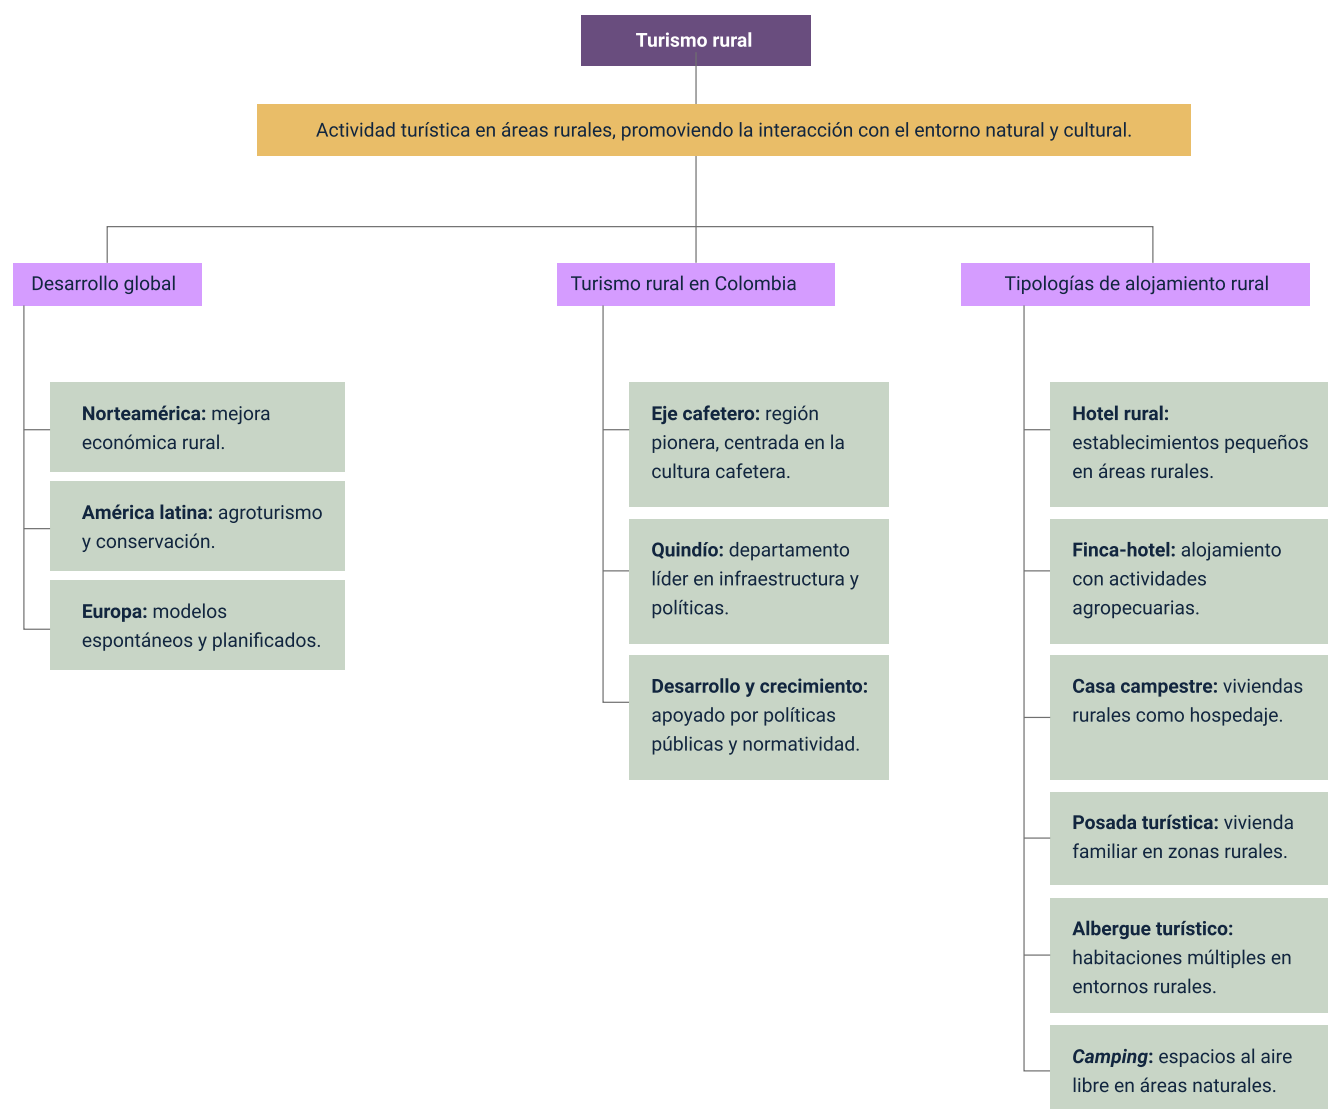 Turismo rural
Actividad turística en áreas rurales, promoviendo la interacción con el entorno natural y cultural.
Desarrollo global
Norteamérica: mejora
económica rural.
América latina: agroturismo
y conservación.
Europa: modelos
espontáneos y planificados.
Turismo rural en Colombia
Eje cafetero: región
pionera, centrada en la
cultura cafetera.
Quindío: departamento
líder en infraestructura y
políticas.
Desarrollo y crecimiento:
apoyado por políticas
públicas y normatividad.
Tipologías de alojamiento rural
Hotel rural:
establecimientos pequeños
en áreas rurales.
Finca-hotel: alojamiento
con actividades
agropecuarias.
Casa campestre: viviendas
rurales como hospedaje.
Posada turística: vivienda
familiar en zonas rurales.
Albergue turístico:
habitaciones múltiples en
entornos rurales.
Camping: espacios al aire
libre en áreas naturales.